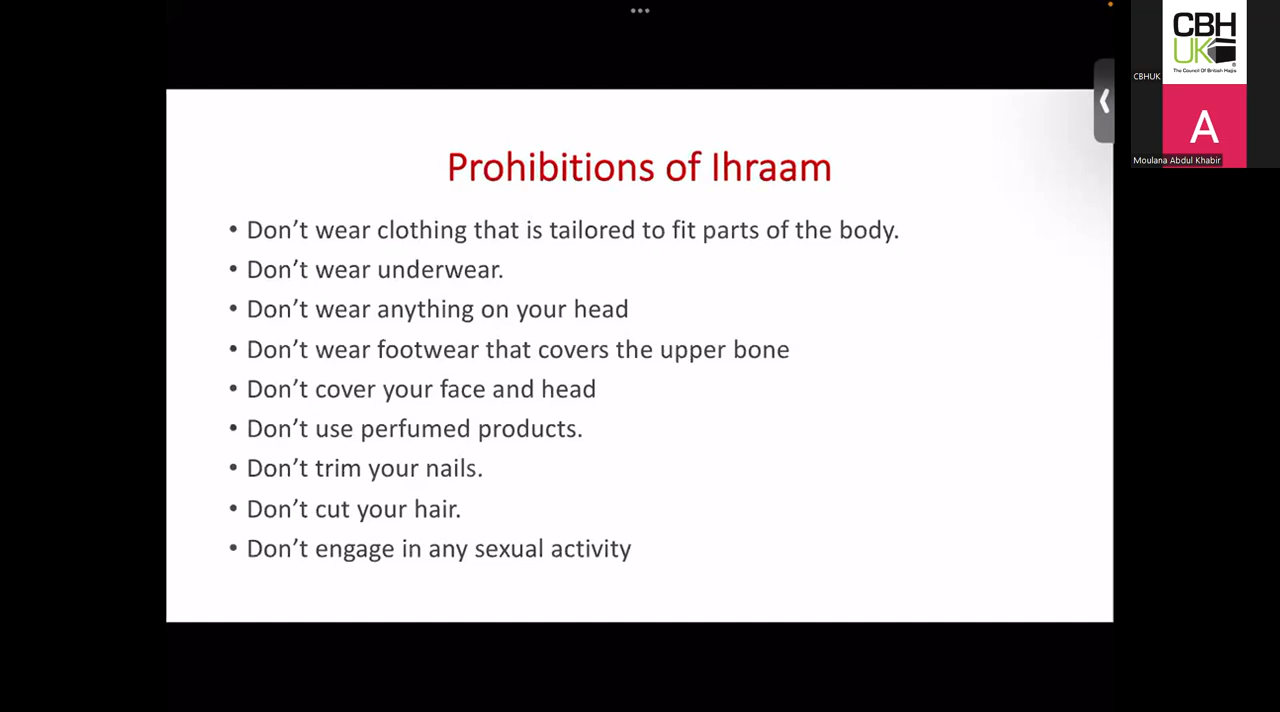 Prohibitions of Ihraam
• Don’t wear clothing that is tailored to fit parts of the body.
• Don’t wear underwear.
• Don’t wear anything on your head
• Don’t wear footwear that covers the upper bone
• Don’t cover your face and head
• Don’t use perfumed products.
• Don’t trim your nails.
• Don’t cut your hair.
• Don’t engage in any sexual activity
CBH
UK
The Council Of British Hajjis
CBHUK
A
Moulana Abdul Khabir